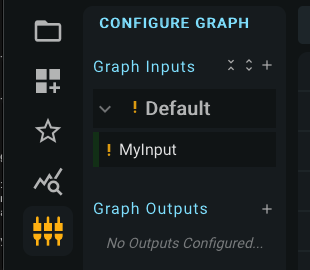 CONFIGURE GRAPH
Graph Inputs
! Default
! MyInput
Graph Outputs
No Outputs Configured...